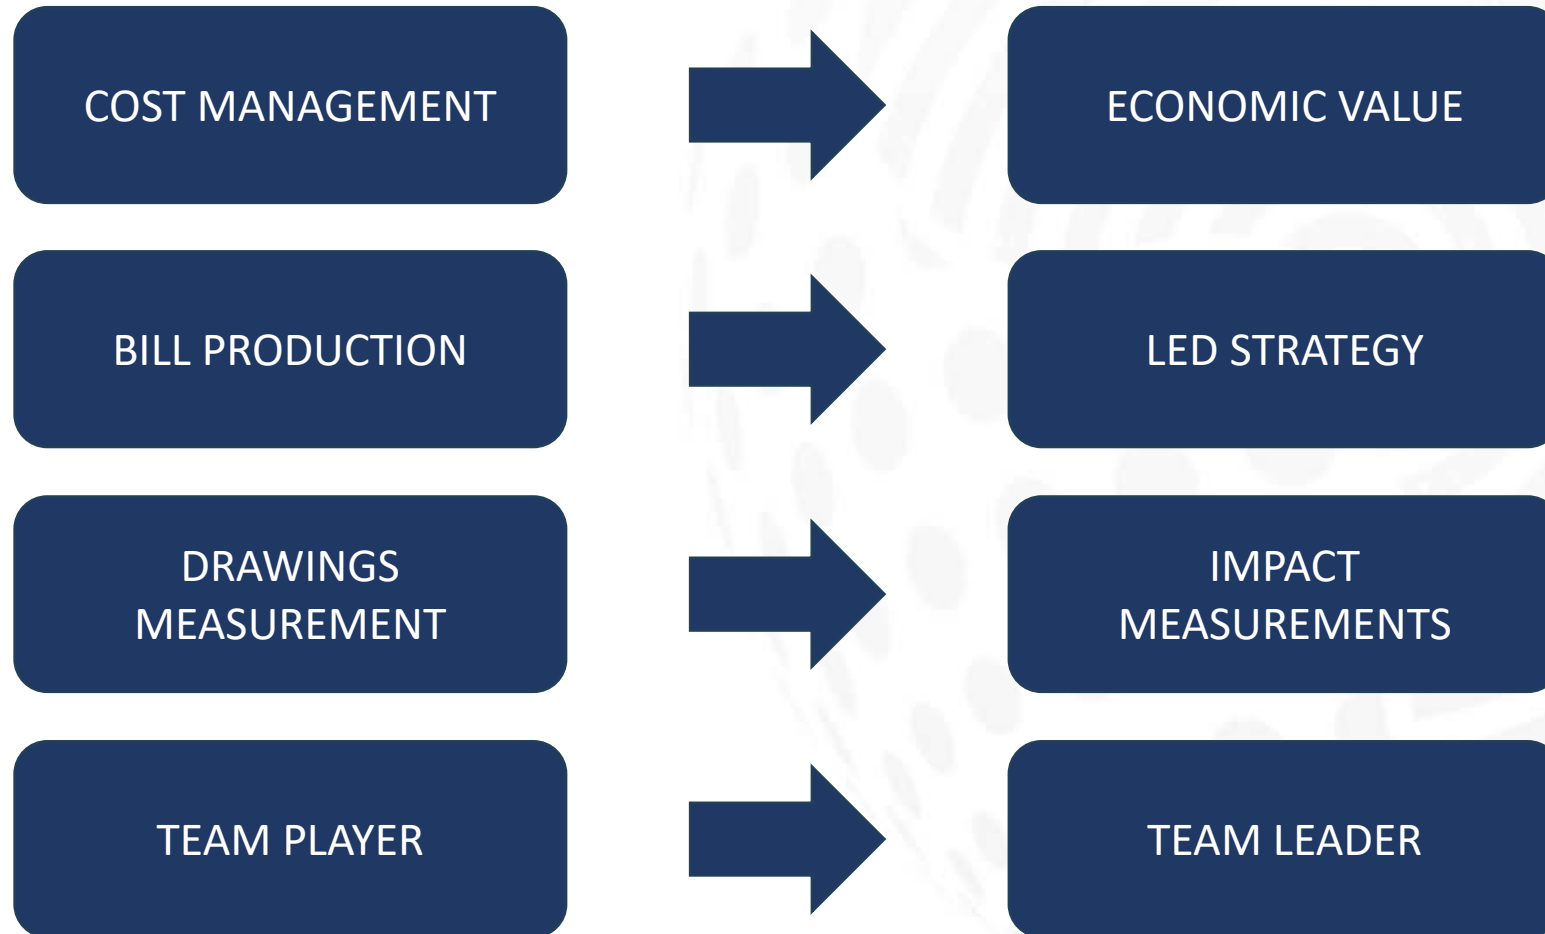 COST MANAGEMENT
ECONOMIC VALUE
BILL PRODUCTION
LED STRATEGY
DRAWINGS
MEASUREMENT
IMPACT
MEASUREMENTS
TEAM PLAYER
TEAM LEADER